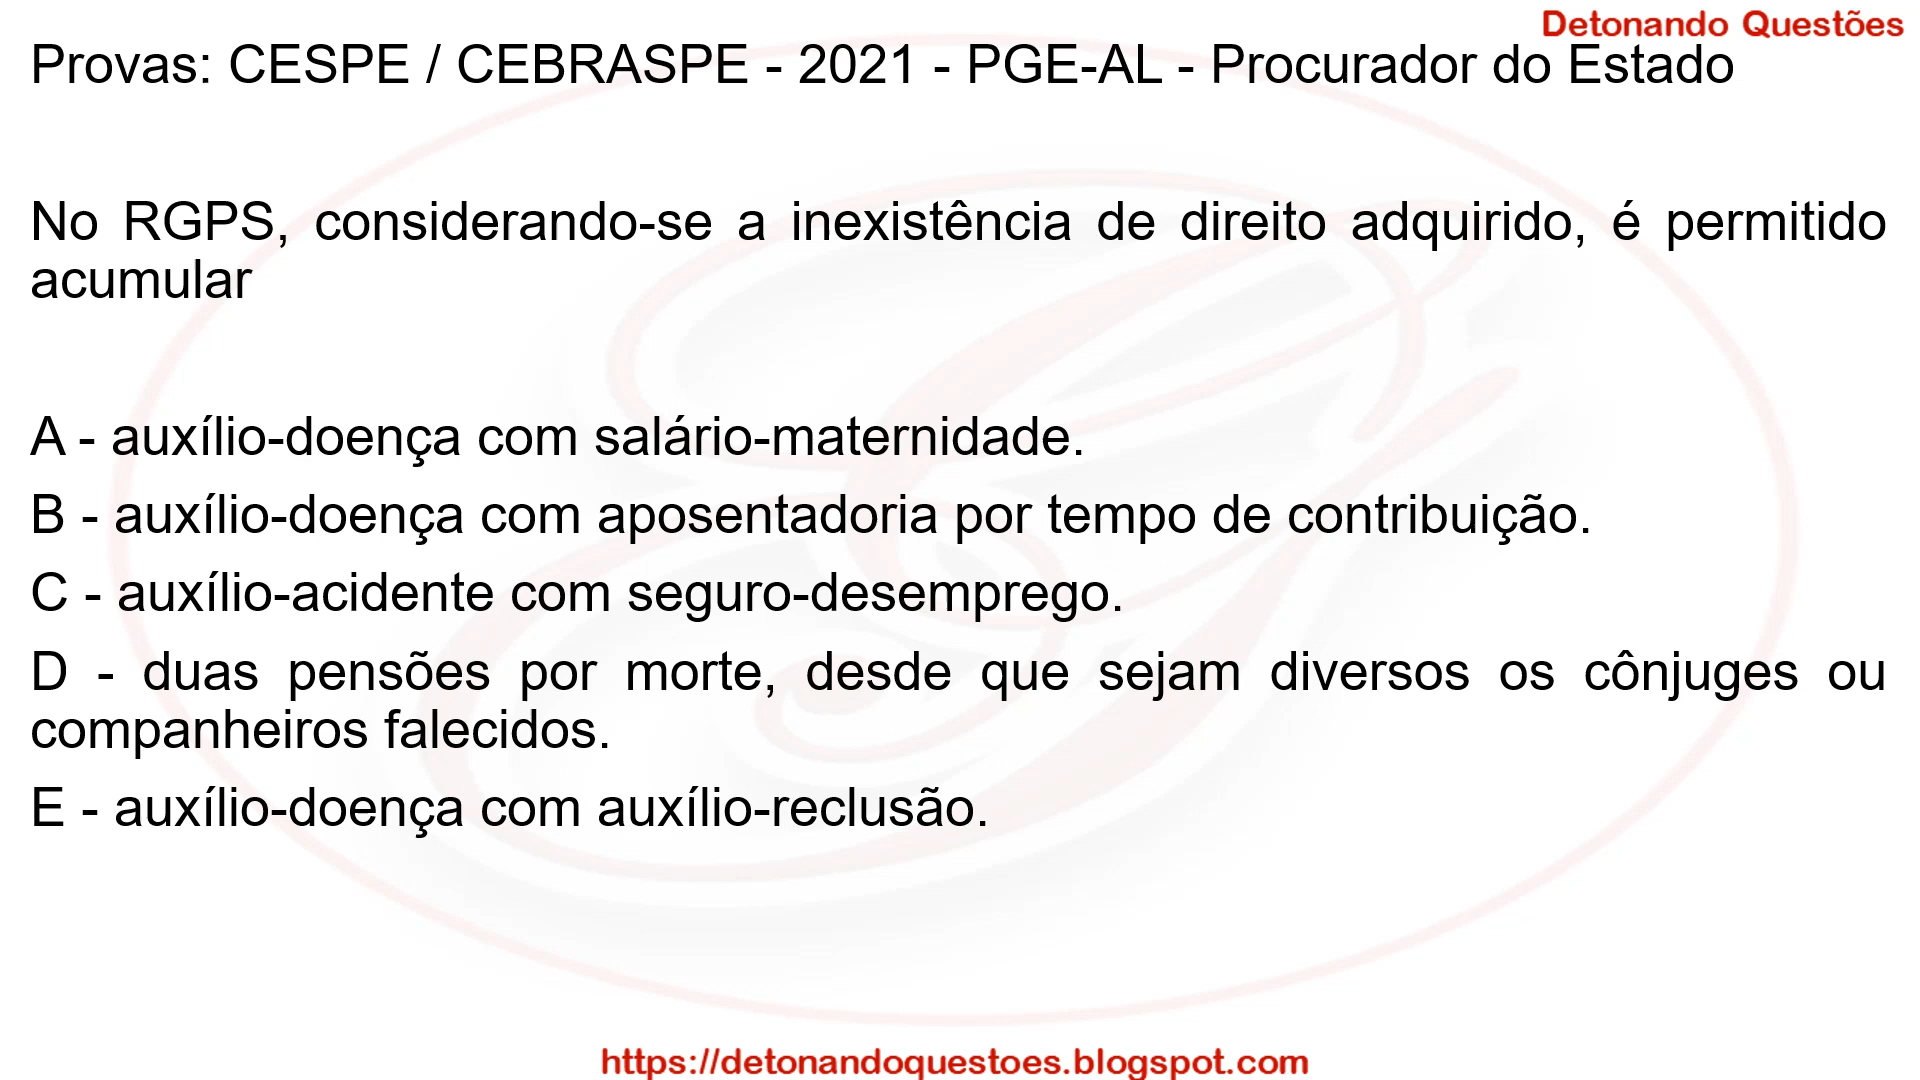 Detonando Questões
Provas: CESPE / CEBRASPE - 2021 - PGE-AL - Procurador do Estado
No RGPS, considerando-se a inexistência de direito adquirido, é permitido
acumular
A - auxílio-doença com salário-maternidade.
B - auxílio-doença com aposentadoria por tempo de contribuição.
C - auxílio-acidente com seguro-desemprego.
D - duas pensões por morte, desde que sejam diversos os cônjuges ou
companheiros falecidos.
E - auxílio-doença com auxílio-reclusão.
https://detonandoquestoes.blogspot.com